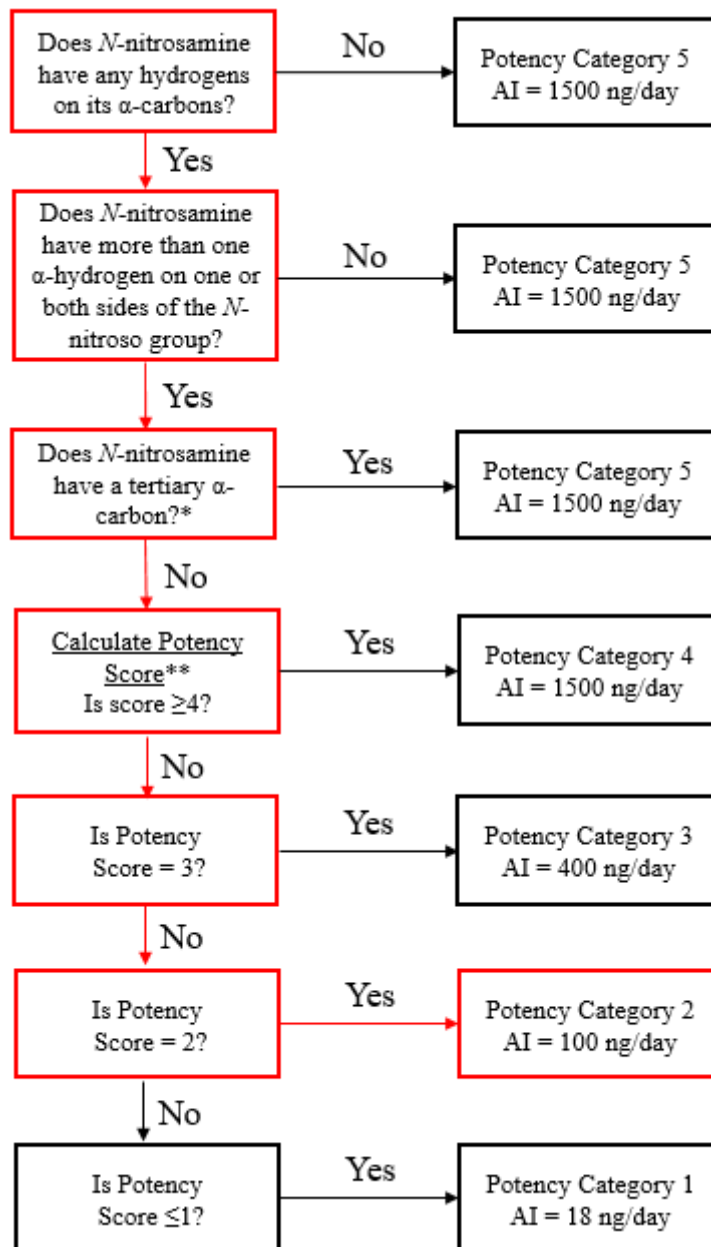 Does N-nitrosamine
have any hydrogens
on its α-carbons?
No
Potency Category 5
AI = 1500 ng/day
Yes
Does N-nitrosamine
have more than one
α-hydrogen on one or
both sides of the N-
nitroso group?
No
Potency Category 5
AI = 1500 ng/day
Yes
Does N-nitrosamine
have a tertiary α-
carbon?*
Yes
Potency Category 5
AI = 1500 ng/day
No
Calculate Potency
Score**
Is score ≥4?
Yes
Potency Category 4
AI = 1500 ng/day
No
Is Potency
Score = 3?
Yes
Potency Category 3
AI = 400 ng/day
No
Is Potency
Score = 2?
Yes
Potency Category 2
AI = 100 ng/day
No
Is Potency
Score ≤1?
Yes
Potency Category 1
AI = 18 ng/day